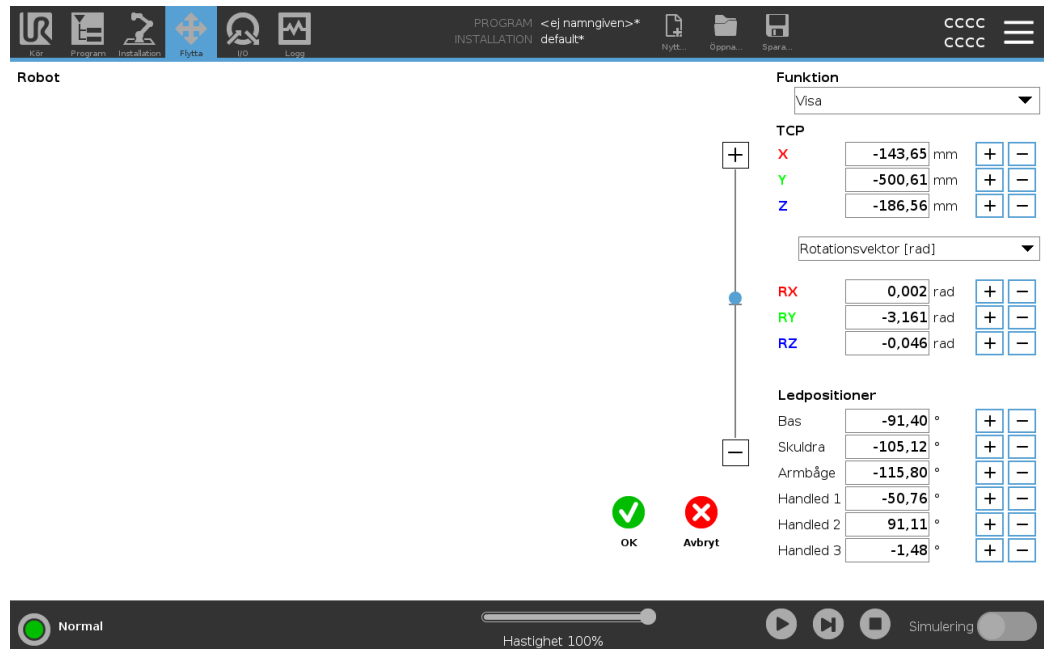 Kör Program Installation Flytta I/O Logg
PROGRAM <ej namngiven>*
INSTALLATION default*
Nytt... Öppna... Spara...
CCCC
CCCC
Robot
Funktion
Visa
TCP
X -143,65 mm + −
Y -500,61 mm + −
Z -186,56 mm + −
Rotationsvektor [rad]
RX 0,002 rad + −
RY -3,161 rad + −
RZ -0,046 rad + −
Ledpositioner
Bas -91,40 ° + −
Skuldra -105,12 ° + −
Armbåge -115,80 ° + −
Handled 1 -50,76 ° + −
Handled 2 91,11 ° + −
Handled 3 -1,48 ° + −
OK Avbryt
Normal
Hastighet 100%
Simulering